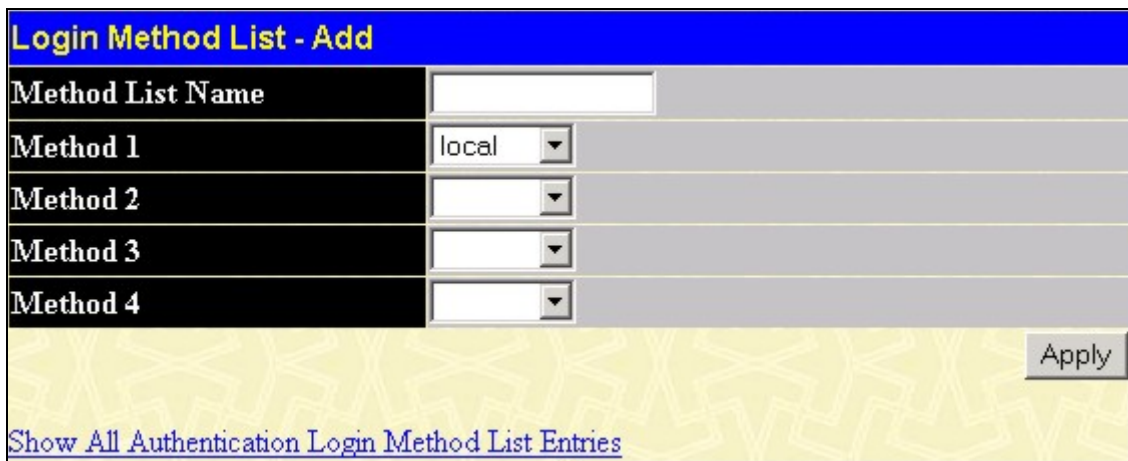 Login Method List - Add
Method List Name
Method 1 local
Method 2
Method 3
Method 4
Apply
Show All Authentication Login Method List Entries